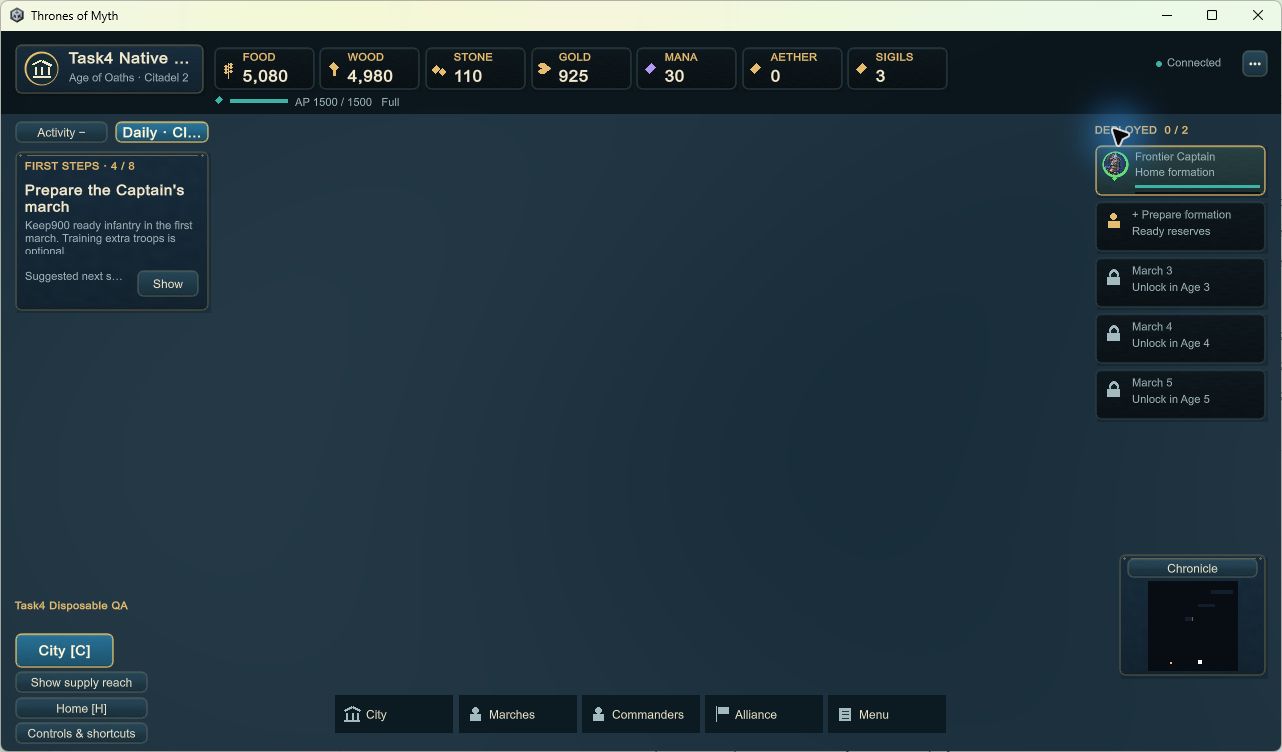 Thrones of Myth
Task4 Native ...
Age of Oaths · Citadel 2
FOOD
5,080
WOOD
4,980
STONE
110
GOLD
925
MANA
30
AETHER
0
SIGILS
3
Connected
AP 1500 / 1500 Full
Activity −
Daily · Cl...
FIRST STEPS · 4 / 8
Prepare the Captain's
march
Keep900 ready infantry in the first
march. Training extra troops is
optional
Suggested next s...
Show
DEPLOYED 0 / 2
Frontier Captain
Home formation
+ Prepare formation
Ready reserves
March 3
Unlock in Age 3
March 4
Unlock in Age 4
March 5
Unlock in Age 5
Chronicle
Task4 Disposable QA
City [C]
Show supply reach
Home [H]
Controls & shortcuts
City
Marches
Commanders
Alliance
Menu